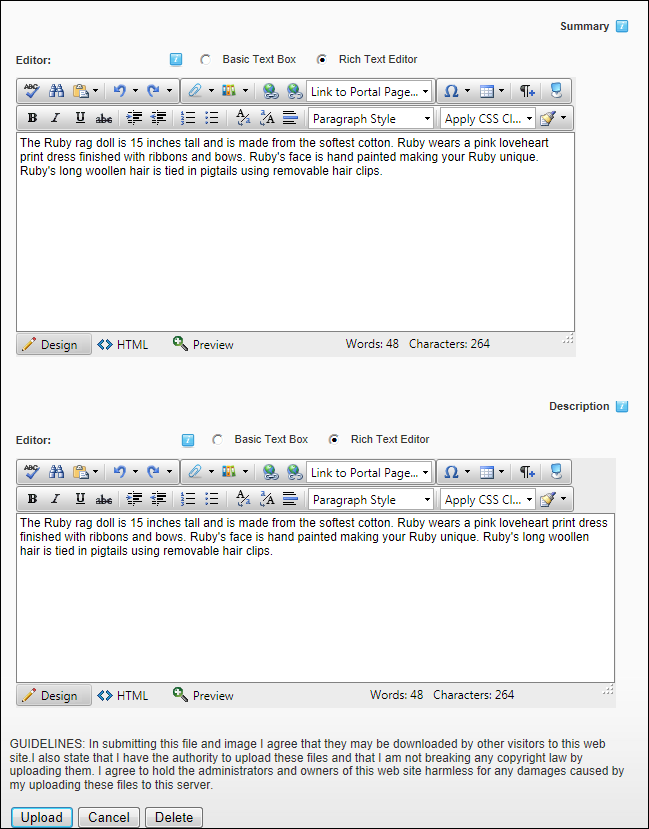 Summary i
Editor: i Basic Text Box Rich Text Editor
ABC Link to Portal Page...
B I U abc Paragraph Style Apply CSS Cl...
The Ruby rag doll is 15 inches tall and is made from the softest cotton. Ruby wears a pink loveheart
print dress finished with ribbons and bows. Ruby's face is hand painted making your Ruby unique.
Ruby's long woollen hair is tied in pigtails using removable hair clips.
Design HTML Preview Words: 48 Characters: 264
Description i
Editor: i Basic Text Box Rich Text Editor
ABC Link to Portal Page...
B I U abc Paragraph Style Apply CSS Cl...
The Ruby rag doll is 15 inches tall and is made from the softest cotton. Ruby wears a pink loveheart print dress
finished with ribbons and bows. Ruby's face is hand painted making your Ruby unique. Ruby's long woollen
hair is tied in pigtails using removable hair clips.
Design HTML Preview Words: 48 Characters: 264
GUIDELINES: In submitting this file and image I agree that they may be downloaded by other visitors to this web
site.I also state that I have the authority to upload these files and that I am not breaking any copyright law by
uploading them. I agree to hold the administrators and owners of this web site harmless for any damages caused by
my uploading these files to this server.
Upload Cancel Delete